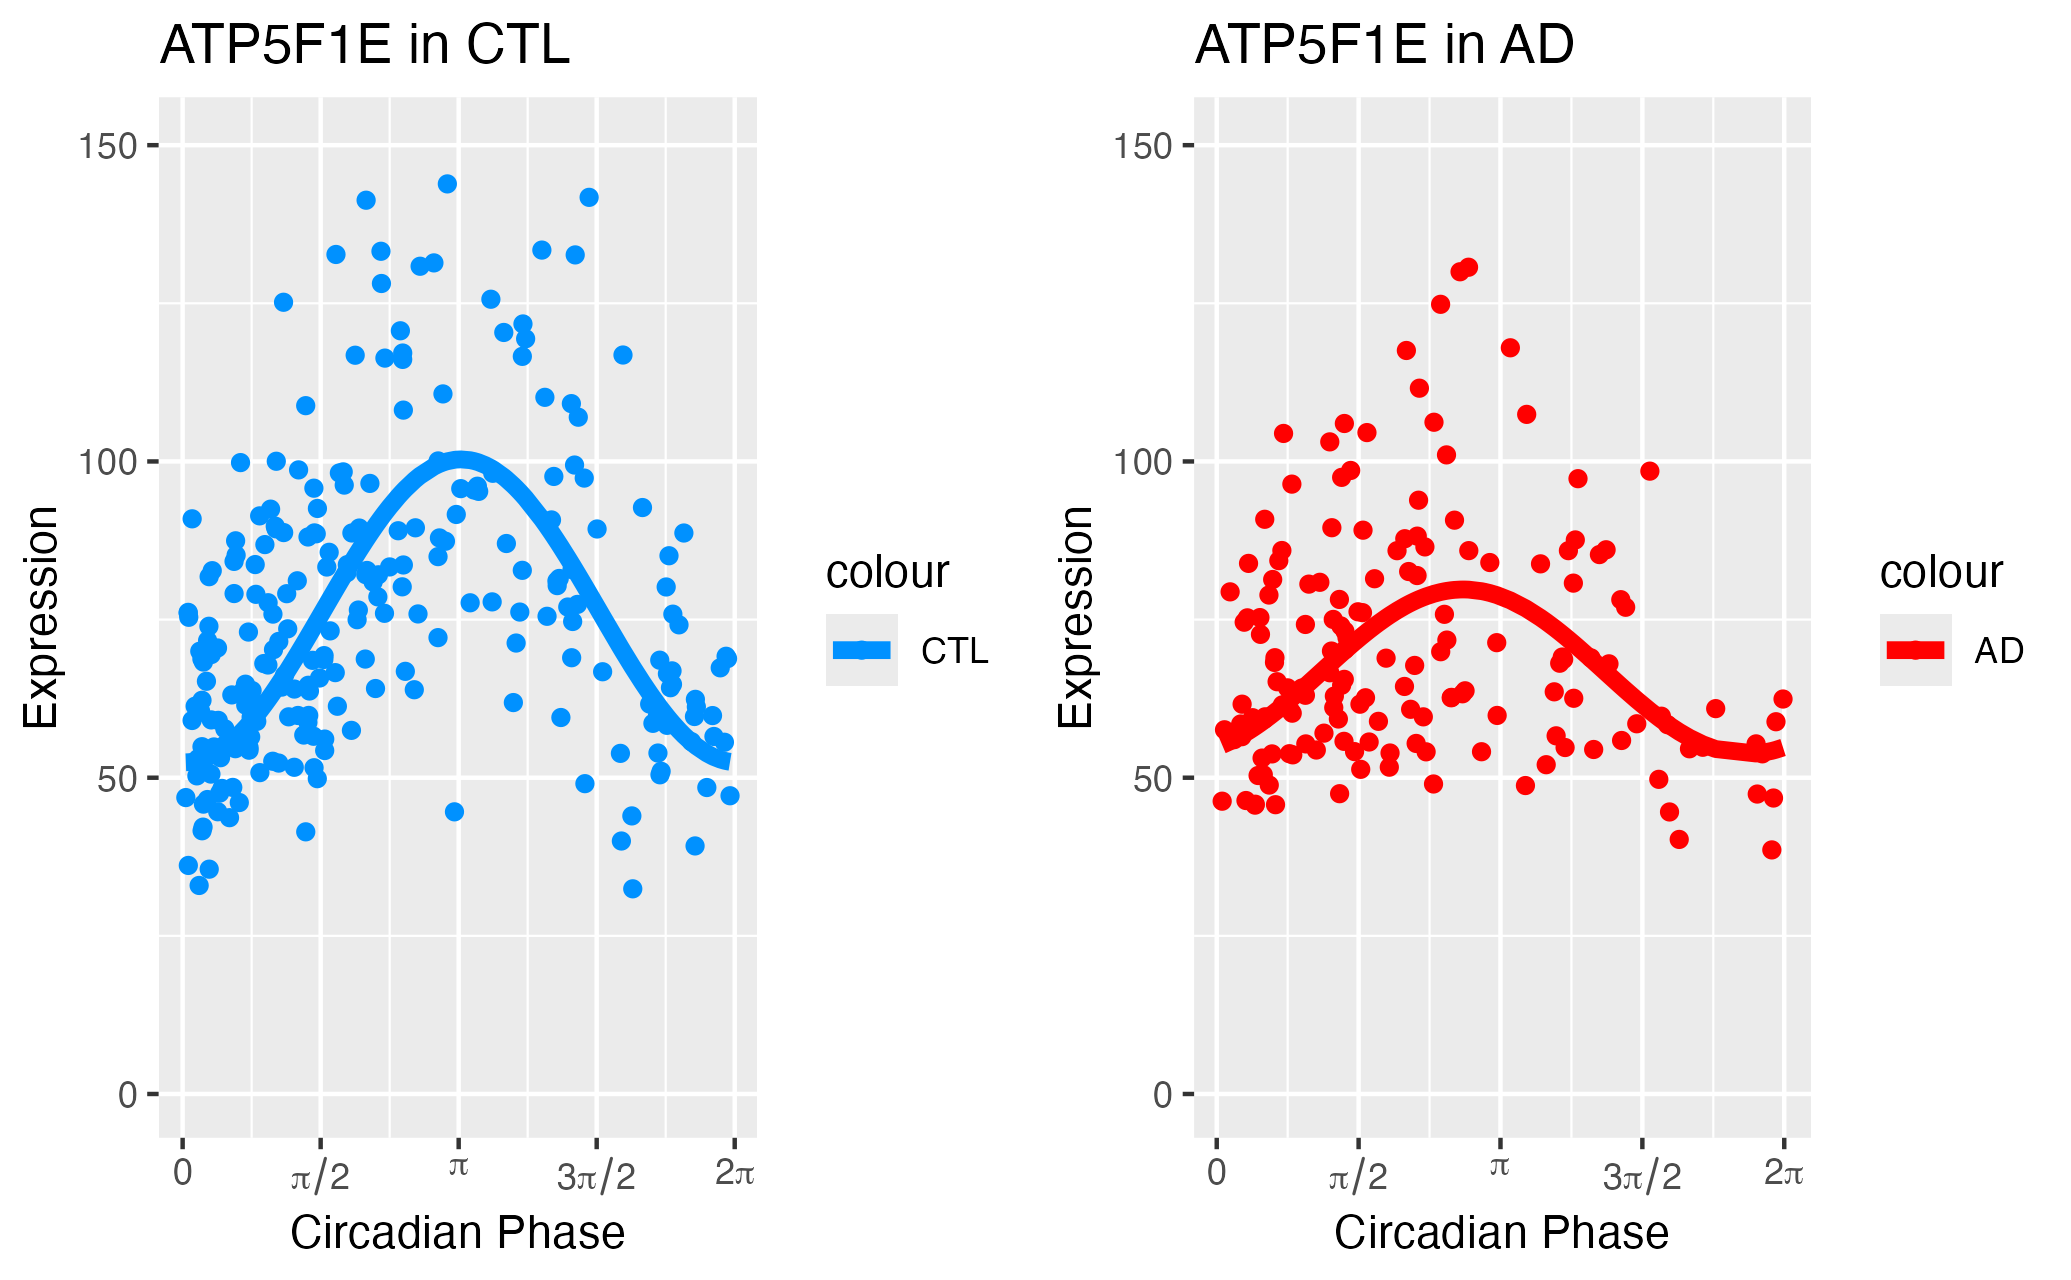 ATP5F1E in CTL
Expression
150
100
50
0
0 π/2 π 3π/2 2π
Circadian Phase
colour
CTL
ATP5F1E in AD
Expression
150
100
50
0
0 π/2 π 3π/2 2π
Circadian Phase
colour
AD